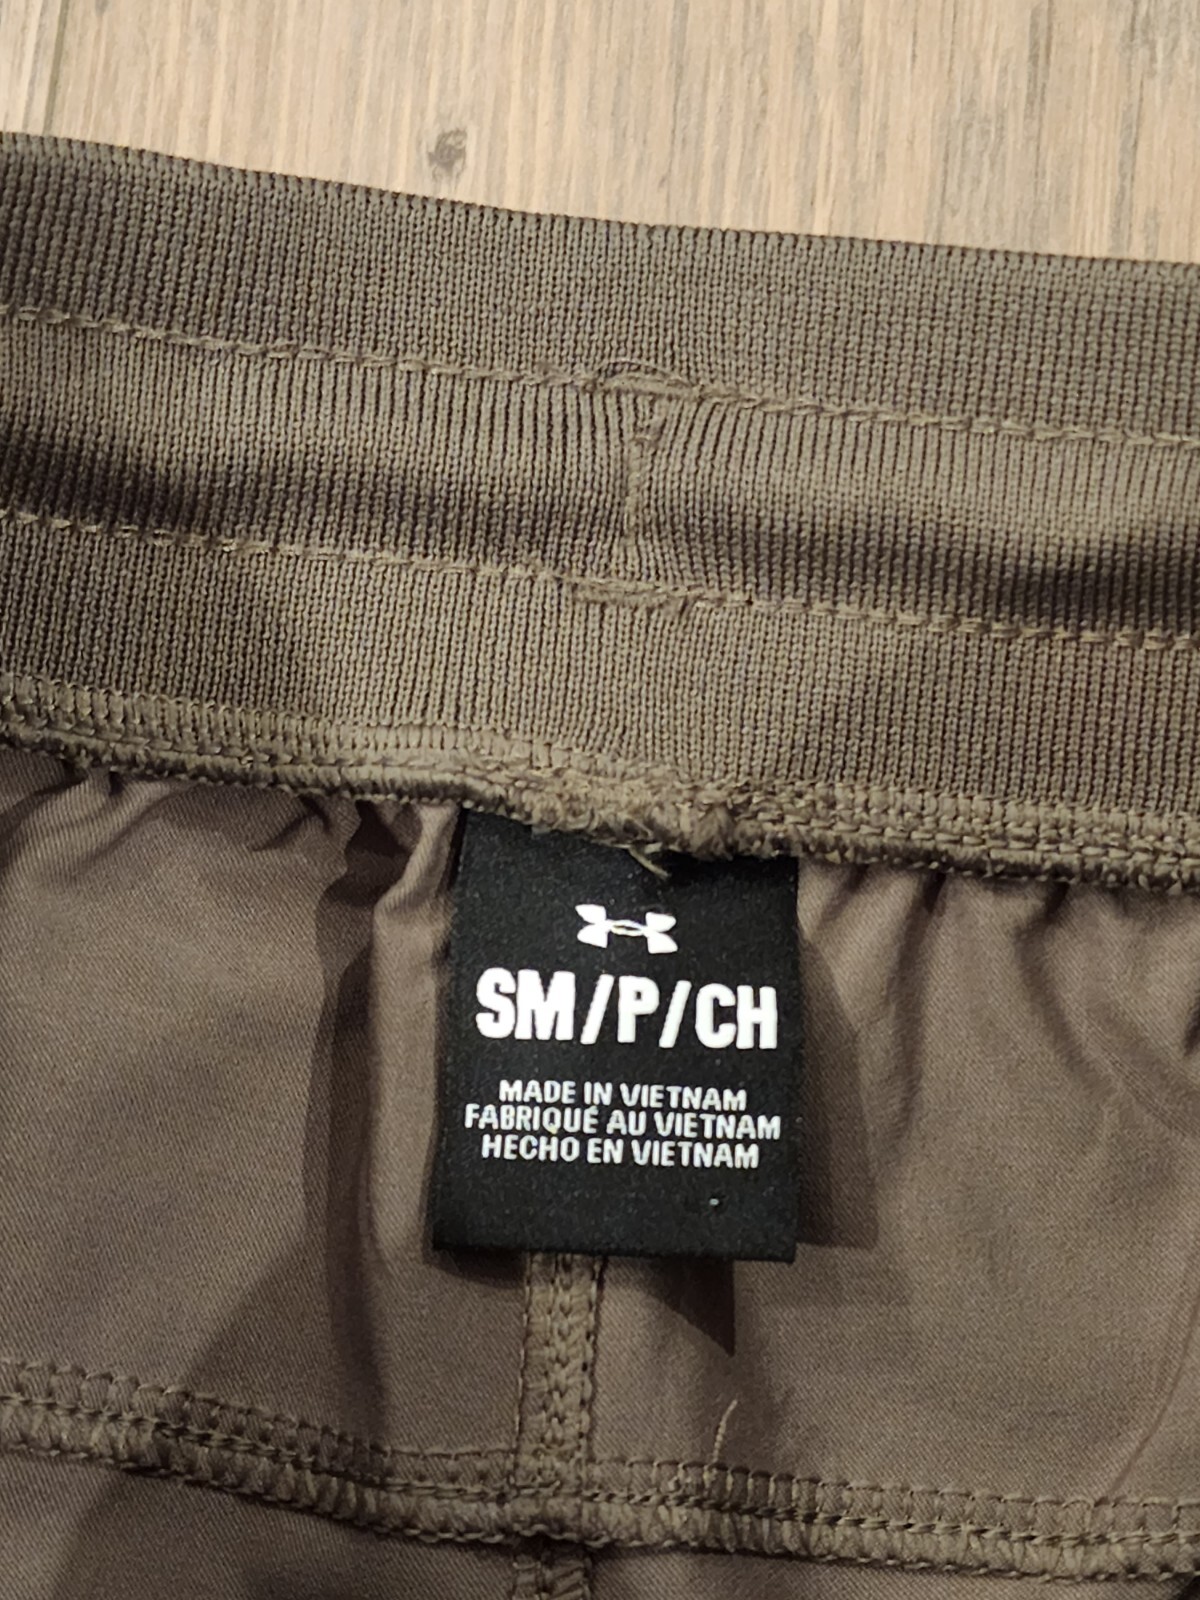 SM/P/CH
MADE IN VIETNAM
FABRIQUÉ AU VIETNAM
HECHO EN VIETNAM